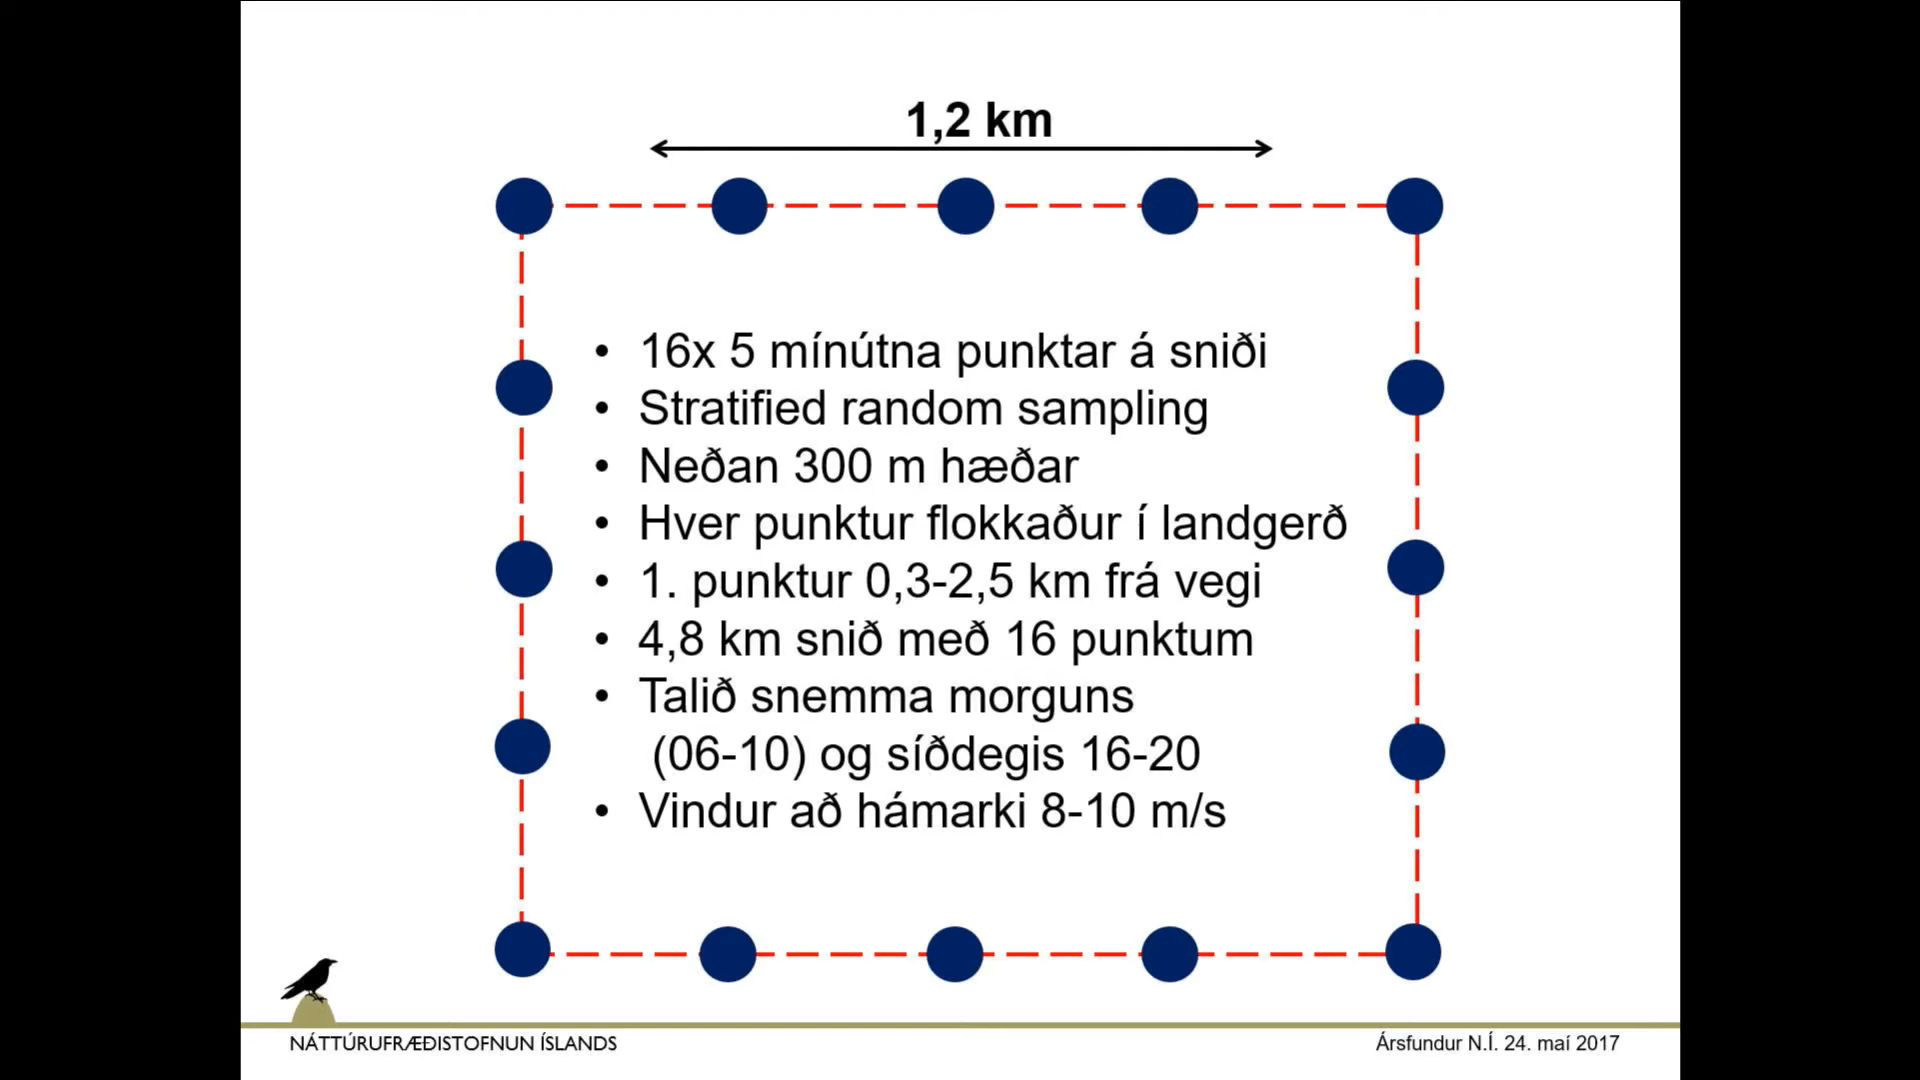 1,2 km
• 16x 5 mínútna punktar á sniði
• Stratified random sampling
• Neðan 300 m hæðar
• Hver punktur flokkaður í landgerð
• 1. punktur 0,3-2,5 km frá vegi
• 4,8 km snið með 16 punktum
• Talið snemma morguns
(06-10) og síðdegis 16-20
• Vindur að hámarki 8-10 m/s
NÁTTÚRUFRÆÐISTOFNUN ÍSLANDS
Ársfundur N.Í. 24. maí 2017